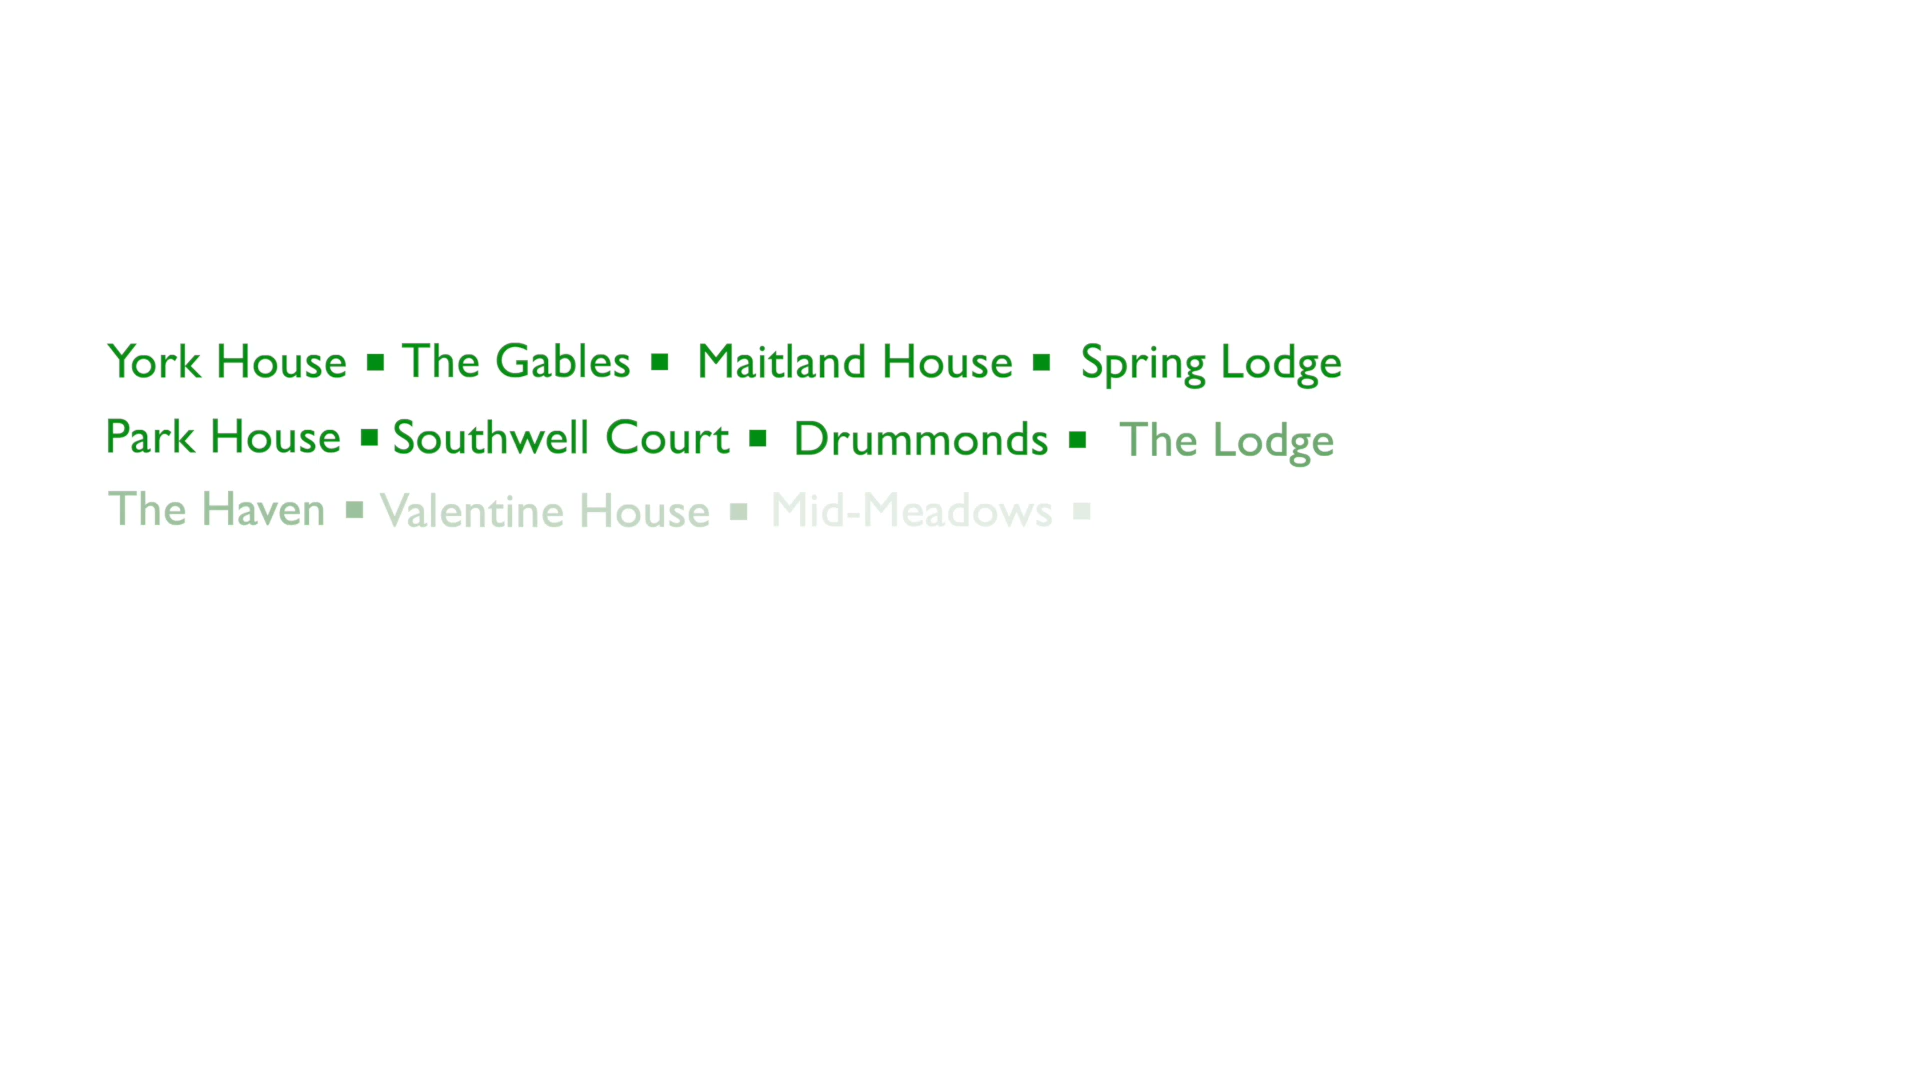 York House ■ The Gables ■ Maitland House ■ Spring Lodge
Park House ■ Southwell Court ■ Drummonds ■ The Lodge
The Haven ■ Valentine House ■ Mid-Meadows ■